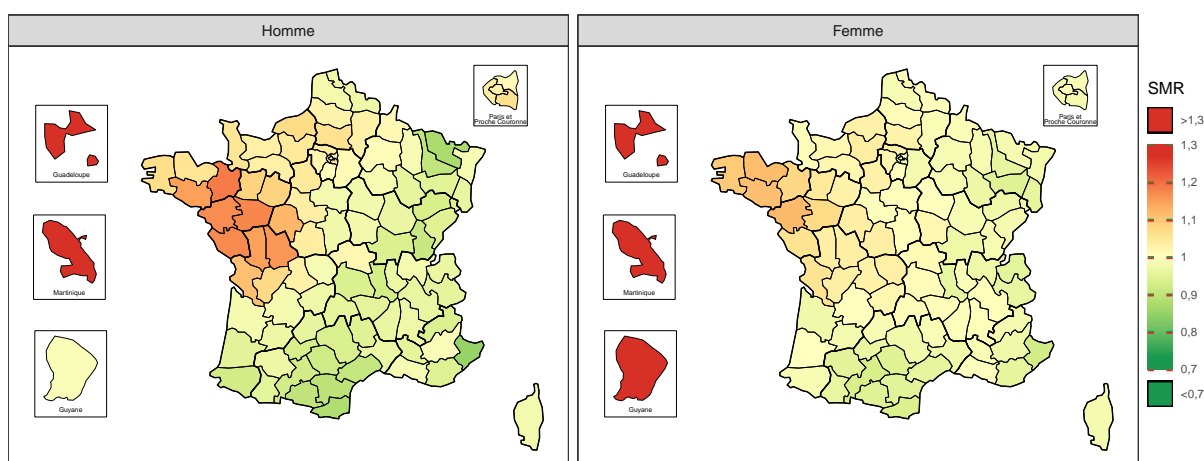 Homme
Femme
Paris et
Proche Couronne
Guadeloupe
Martinique
Guyane
Paris et
Proche Couronne
Guadeloupe
Martinique
Guyane
SMR
>1,3
1,3
1,2
1,1
1
0,9
0,8
0,7
<0,7